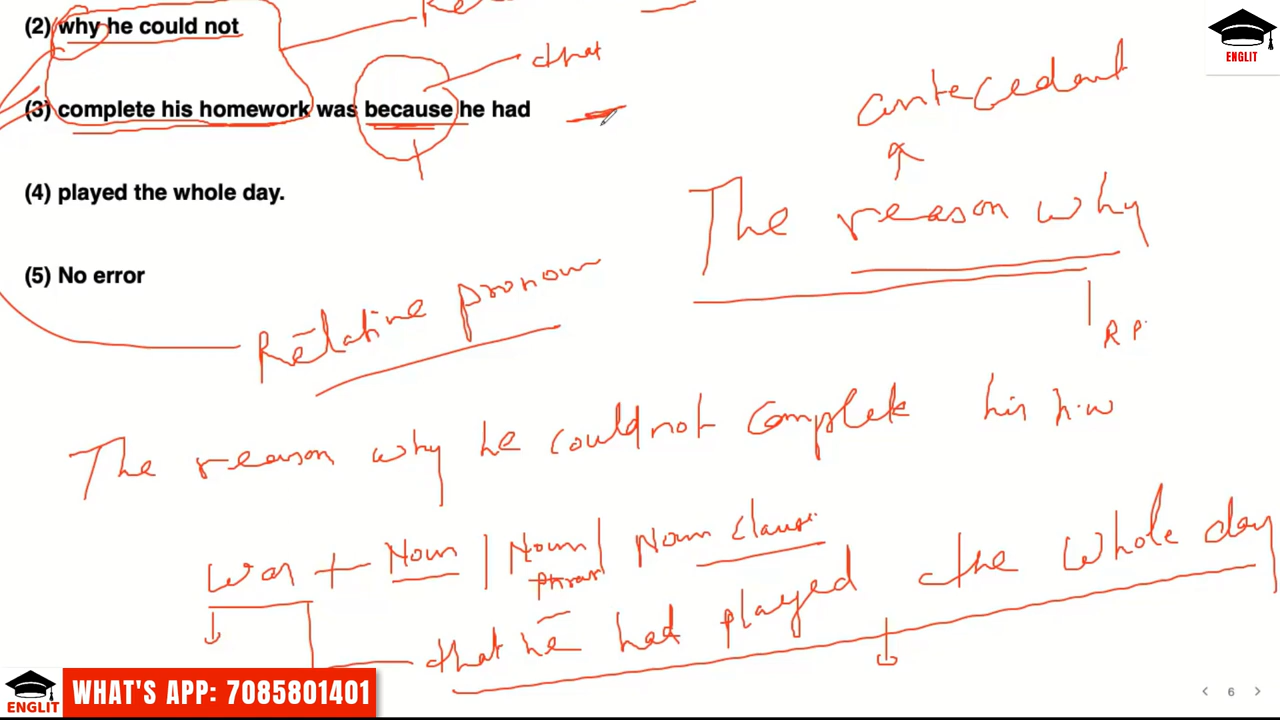 (2) why he could not
ENGLIT
that
(3) complete his homework was because he had
antecedant
(4) played the whole day.
The reason why
(5) No error
Relative pronoun
R P.
The reason why he could not complete his h.w
Was + Noun | Noun phrase | Noun clause
that he had played the whole day
ENGLIT
WHAT'S APP: 7085801401
< 6 >